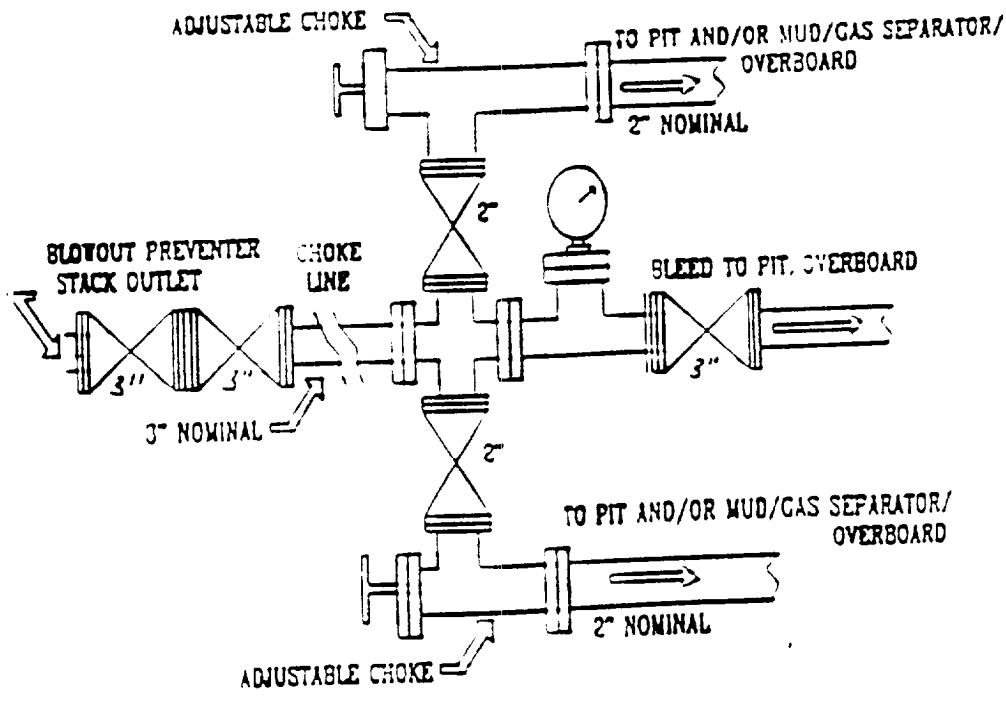 ADJUSTABLE CHOKE
TO PIT AND/OR MUD/GAS SEPARATOR/
OVERBOARD
2" NOMINAL
2"
BLOWOUT PREVENTER
STACK OUTLET
CHOKE
LINE
BLEED TO PIT, OVERBOARD
3"
3"
3"
3" NOMINAL
2"
TO PIT AND/OR MUD/GAS SEPARATOR/
OVERBOARD
2" NOMINAL
ADJUSTABLE CHOKE